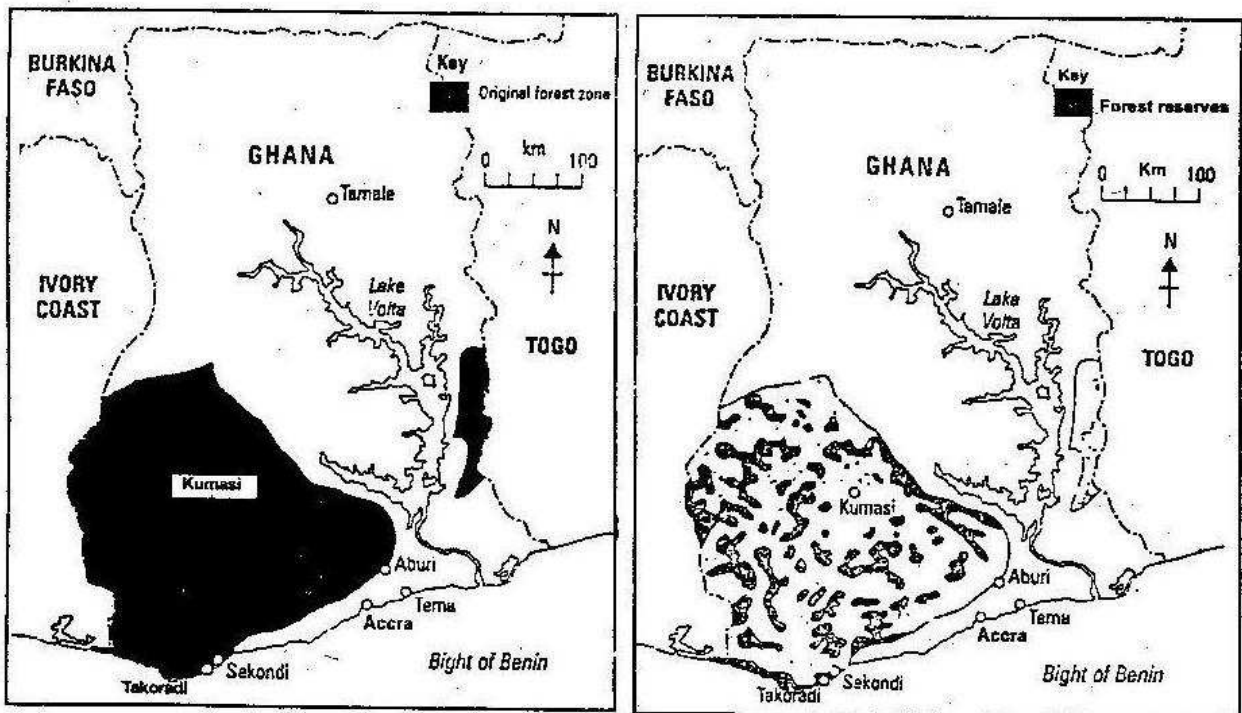 BURKINA
FASO
Key
Original forest zone
km
0 100
GHANA
Tamale
N
IVORY
COAST
Lake
Volta
TOGO
Kumasi
Aburi
Tema
Accra
Sekondi
Takoradi
Bight of Benin
BURKINA
FASO
Key
Forest reserves
Km
0 100
GHANA
Tamale
N
IVORY
COAST
Lake
Volta
TOGO
Kumasi
Aburi
Tema
Accra
Sekondi
Takoradi
Bight of Benin